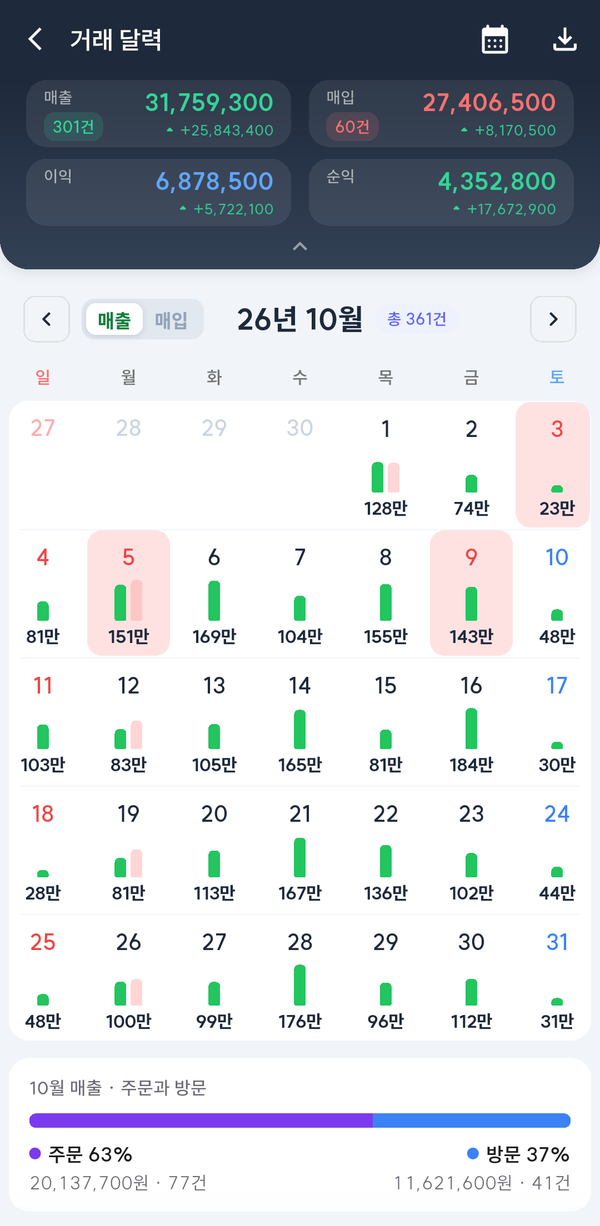 거래 달력
매출 31,759,300 매입 27,406,500
301건 +25,843,400 60건 +8,170,500
이익 6,878,500 순익 4,352,800
+5,722,100 +17,672,900
매출 매입 26년 10월 총 361건
일 월 화 수 목 금 토
27 28 29 30 1 2 3
128만 74만 23만
4 5 6 7 8 9 10
81만 151만 169만 104만 155만 143만 48만
11 12 13 14 15 16 17
103만 83만 105만 165만 81만 184만 30만
18 19 20 21 22 23 24
28만 81만 113만 167만 136만 102만 44만
25 26 27 28 29 30 31
48만 100만 99만 176만 96만 112만 31만
10월 매출 · 주문과 방문
주문 63% 방문 37%
20,137,700원 · 77건 11,621,600원 · 41건